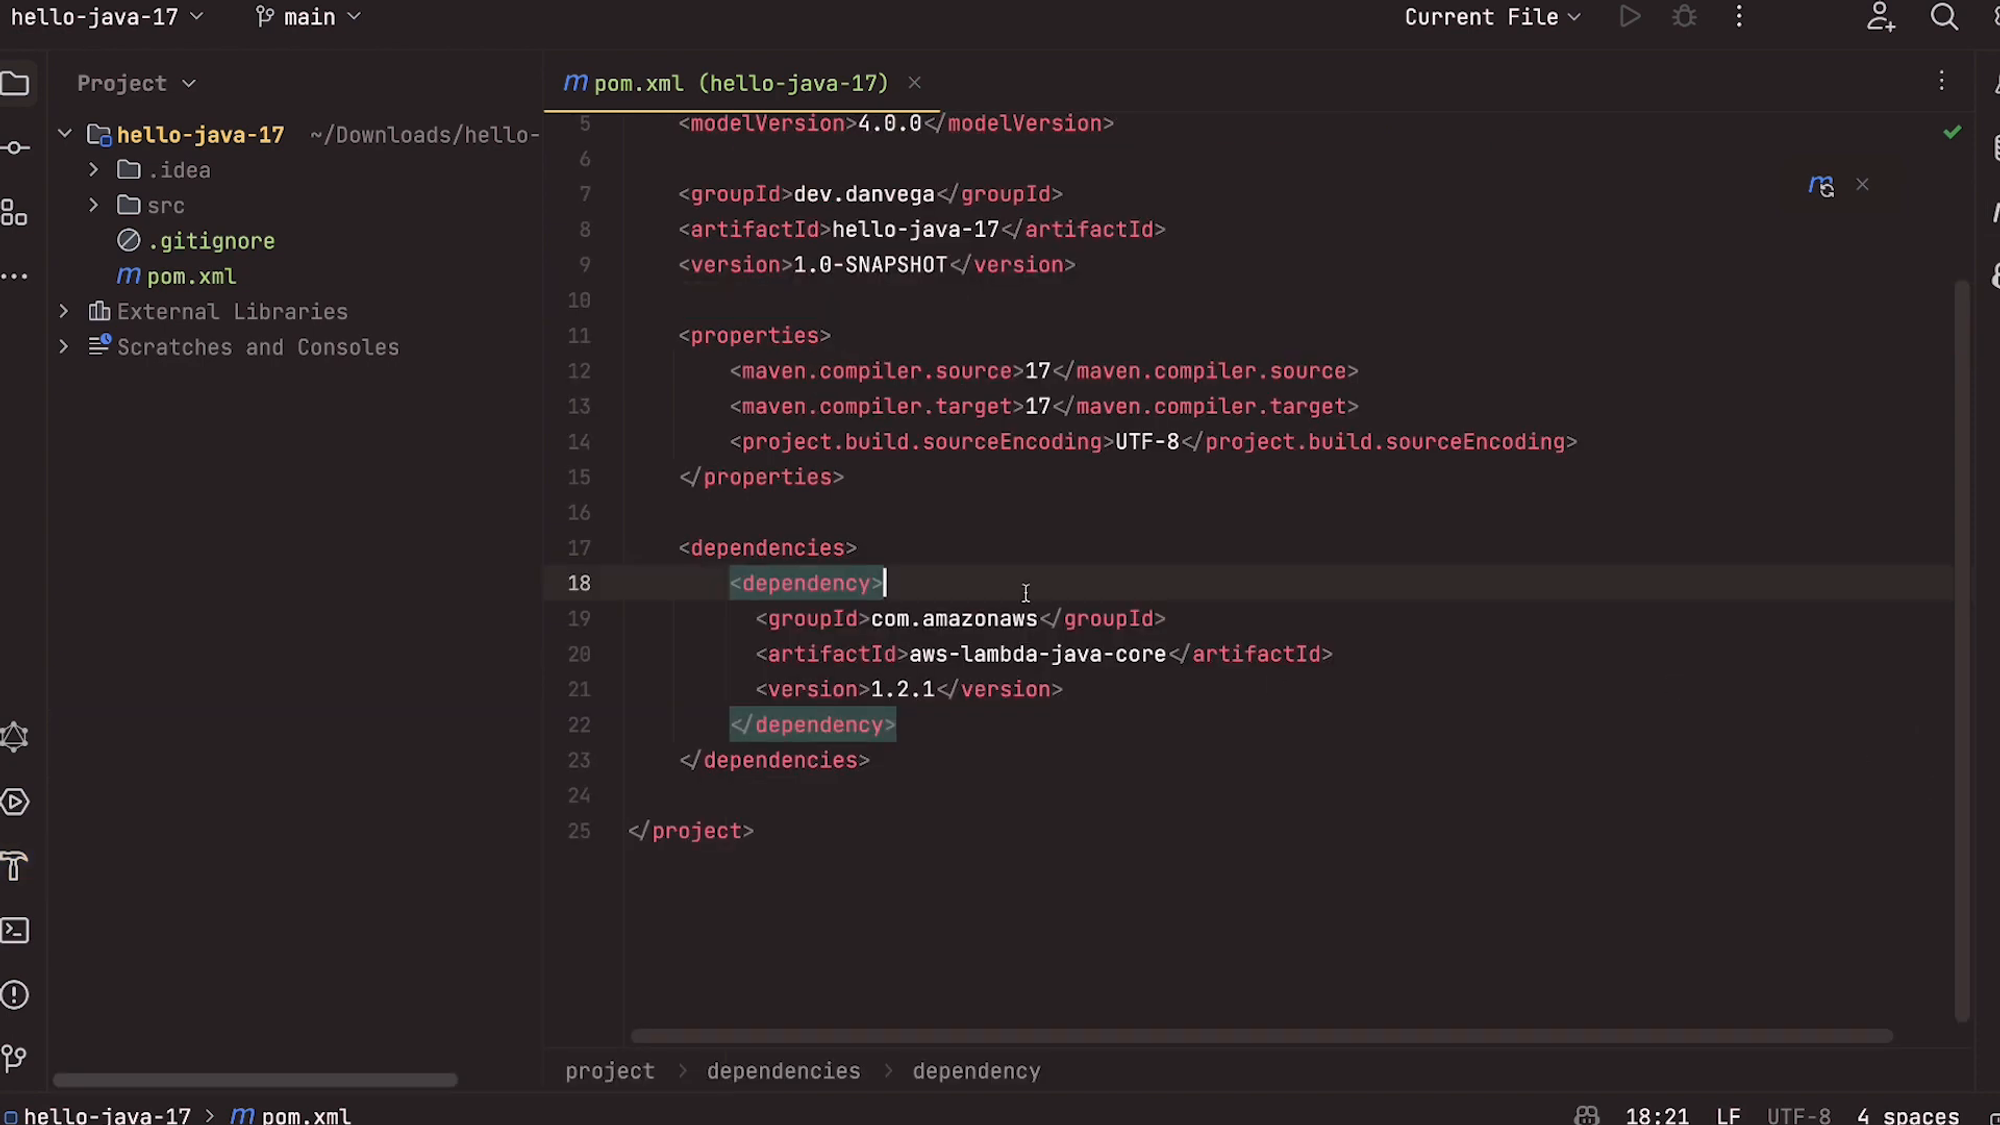 hello-java-17 main Current File
Project pom.xml (hello-java-17)
hello-java-17 ~/Downloads/hello-
.idea
src
.gitignore
m pom.xml
External Libraries
Scratches and Consoles
5 <modelVersion>4.0.0</modelVersion>
6
7 <groupId>dev.danvega</groupId>
8 <artifactId>hello-java-17</artifactId>
9 <version>1.0-SNAPSHOT</version>
10
11 <properties>
12 <maven.compiler.source>17</maven.compiler.source>
13 <maven.compiler.target>17</maven.compiler.target>
14 <project.build.sourceEncoding>UTF-8</project.build.sourceEncoding>
15 </properties>
16
17 <dependencies>
18 <dependency>
19 <groupId>com.amazonaws</groupId>
20 <artifactId>aws-lambda-java-core</artifactId>
21 <version>1.2.1</version>
22 </dependency>
23 </dependencies>
24
25 </project>
project > dependencies > dependency
hello-java-17 > m pom.xml 18:21 LF UTF-8 4 spaces